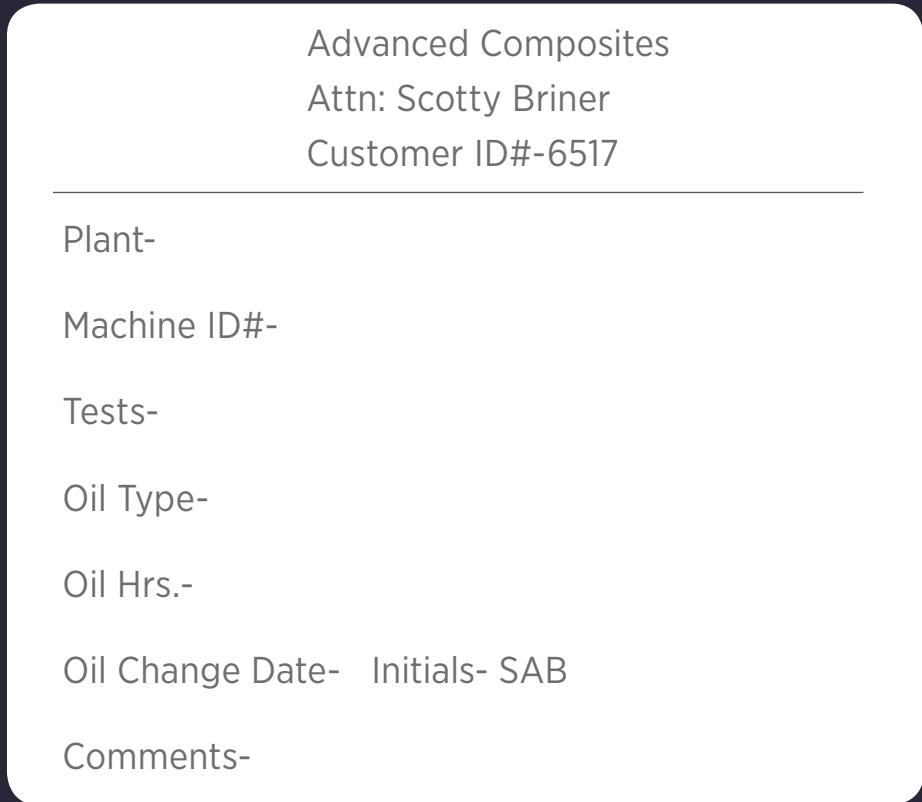 Advanced Composites
Attn: Scotty Briner
Customer ID#-6517
Plant-
Machine ID#-
Tests-
Oil Type-
Oil Hrs.-
Oil Change Date- Initials- SAB
Comments-